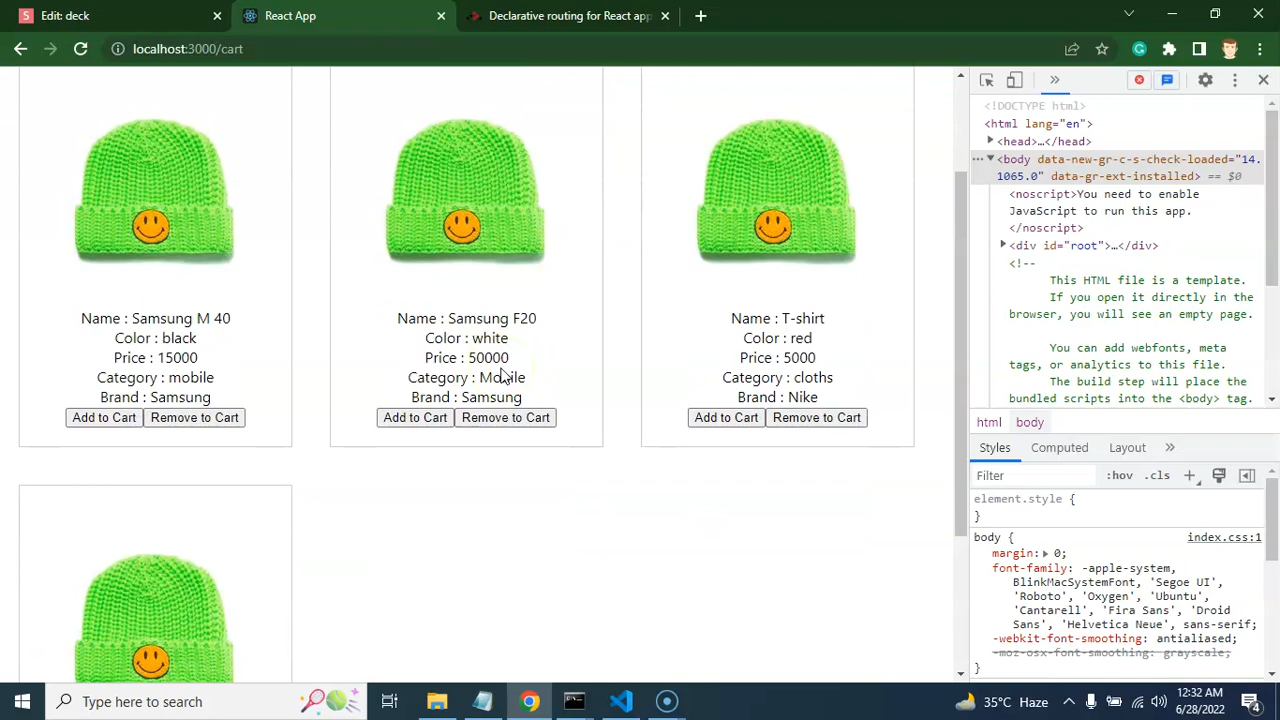 Edit: deck
React App
Declarative routing for React app
localhost:3000/cart
Name : Samsung M 40
Color : black
Price : 15000
Category : mobile
Brand : Samsung
Add to Cart Remove to Cart
Name : Samsung F20
Color : white
Price : 50000
Category : Mobile
Brand : Samsung
Add to Cart Remove to Cart
Name : T-shirt
Color : red
Price : 5000
Category : cloths
Brand : Nike
Add to Cart Remove to Cart
<!DOCTYPE html>
<html lang="en">
<head>…</head>
<body data-new-gr-c-s-check-loaded="14.
1065.0" data-gr-ext-installed> == $0
<noscript>You need to enable
JavaScript to run this app.
</noscript>
<div id="root">…</div>
<!--
This HTML file is a template.
If you open it directly in the
browser, you will see an empty page.
You can add webfonts, meta
tags, or analytics to this file.
The build step will place the
bundled scripts into the <body> tag.
html body
Styles Computed Layout
Filter :hov .cls
element.style {
}
body { index.css:1
margin: 0;
font-family: -apple-system,
BlinkMacSystemFont, 'Segoe UI',
'Roboto', 'Oxygen', 'Ubuntu',
'Cantarell', 'Fira Sans', 'Droid
Sans', 'Helvetica Neue', sans-serif;
-webkit-font-smoothing: antialiased;
-moz-osx-font-smoothing: grayscale;
}
Type here to search
35°C Haze
12:32 AM
6/28/2022
4